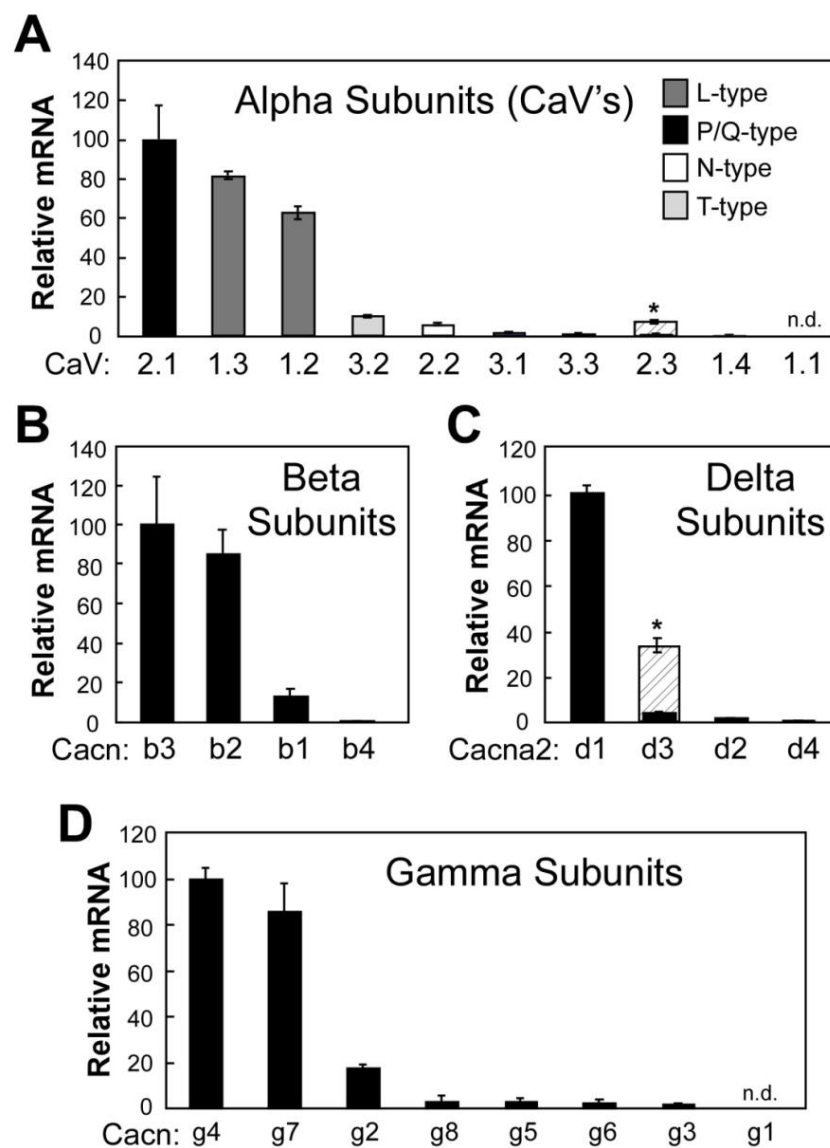 A
Relative mRNA
140
120
100
80
60
40
20
0
Alpha Subunits (CaV's)
L-type
P/Q-type
N-type
T-type
*
n.d.
CaV: 2.1 1.3 1.2 3.2 2.2 3.1 3.3 2.3 1.4 1.1
B
Relative mRNA
140
120
100
80
60
40
20
0
Beta
Subunits
Cacn: b3 b2 b1 b4
C
Relative mRNA
120
100
80
60
40
20
0
Delta
Subunits
*
Cacna2: d1 d3 d2 d4
D
Relative mRNA
120
100
80
60
40
20
0
Gamma Subunits
n.d.
Cacn: g4 g7 g2 g8 g5 g6 g3 g1